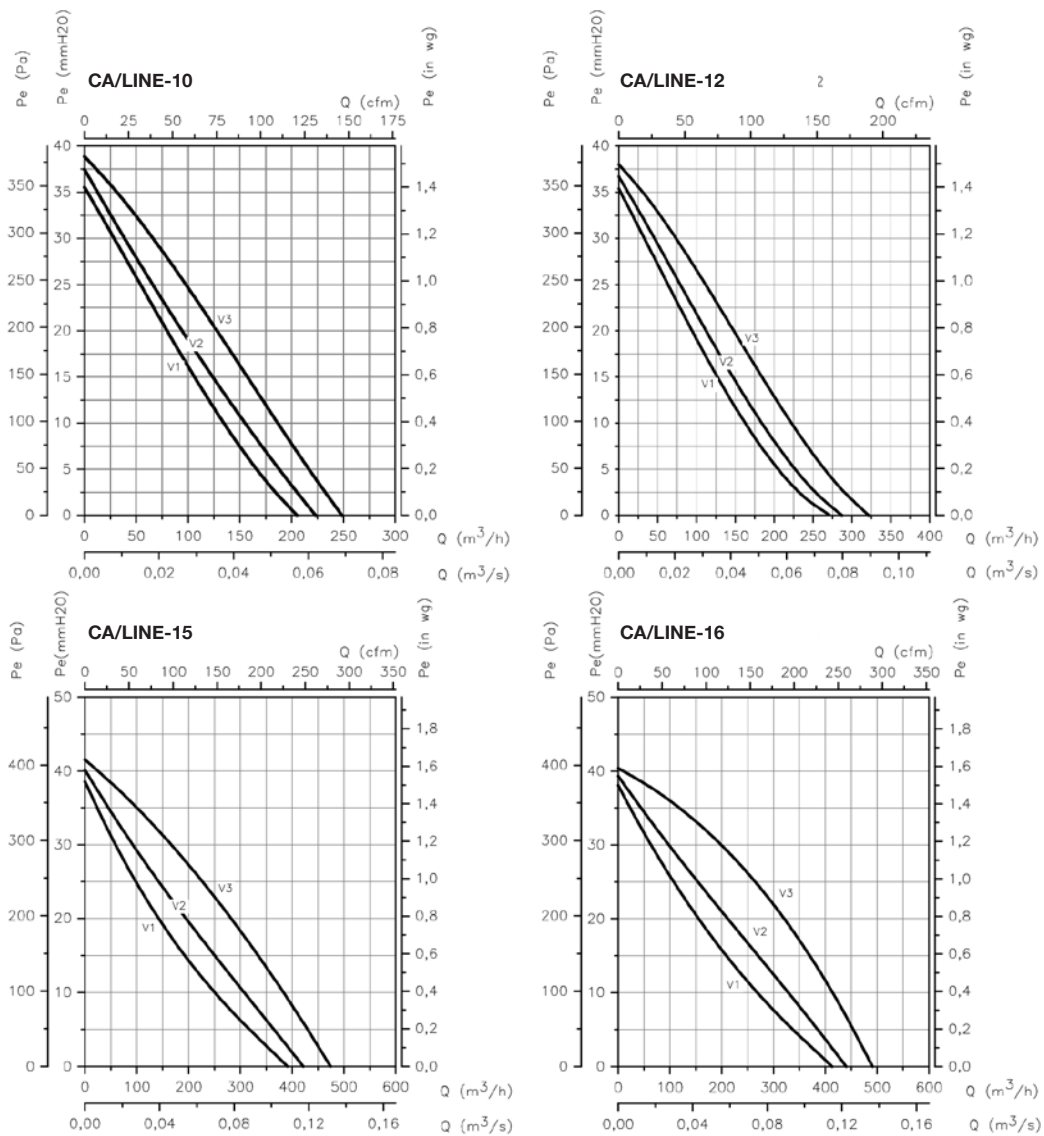 Pe (Pa)
Pe (mmH20)
CA/LINE-10
Q (cfm)
Pe (in wg)
0 25 50 75 100 125 150 175
40
35
30
25
20
15
10
5
0
350
300
250
200
150
100
50
0
1,4
1,2
1,0
0,8
0,6
0,4
0,2
0,0
V3
V2
V1
0 50 100 150 200 250 300 Q (m³/h)
0,00 0,02 0,04 0,06 0,08 Q (m³/s)
Pe (Pa)
Pe (mmH20)
CA/LINE-12
2
Q (cfm)
Pe (in wg)
0 50 100 150 200
40
35
30
25
20
15
10
5
0
350
300
250
200
150
100
50
0
1,4
1,2
1,0
0,8
0,6
0,4
0,2
0,0
V3
V2
V1
0 50 100 150 200 250 300 350 400 Q (m³/h)
0,00 0,02 0,04 0,06 0,08 0,10 Q (m³/s)
Pe (Pa)
Pe(mmH20)
CA/LINE-15
Q (cfm)
Pe (in wg)
0 50 100 150 200 250 300 350
50
40
30
20
10
0
400
300
200
100
0
1,8
1,6
1,4
1,2
1,0
0,8
0,6
0,4
0,2
0,0
V3
V2
V1
0 100 200 300 400 500 600 Q (m³/h)
0,00 0,04 0,08 0,12 0,16 Q (m³/s)
Pe (Pa)
Pe(mmH20)
CA/LINE-16
Q (cfm)
Pe (in wg)
0 50 100 150 200 250 300 350
50
40
30
20
10
0
400
300
200
100
0
1,8
1,6
1,4
1,2
1,0
0,8
0,6
0,4
0,2
0,0
V3
V2
V1
0 100 200 300 400 500 600 Q (m³/h)
0,00 0,04 0,08 0,12 0,16 Q (m³/s)